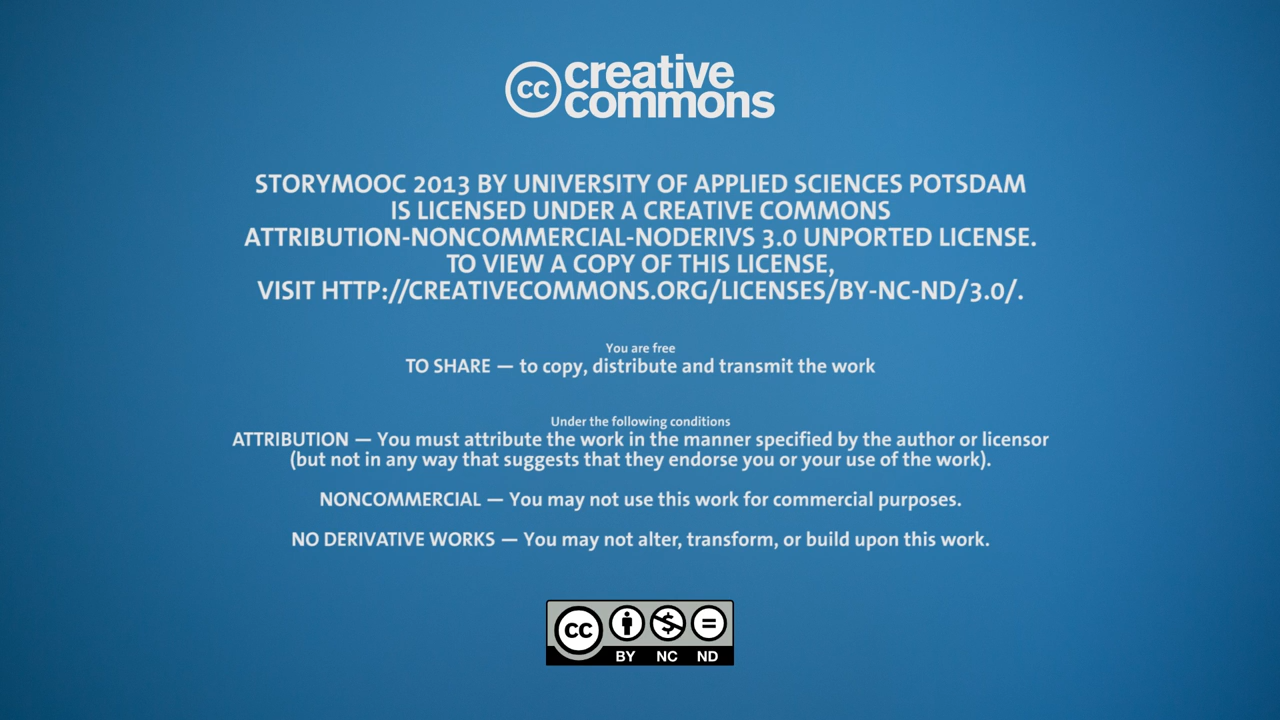 cc creative
commons
STORYMOOC 2013 BY UNIVERSITY OF APPLIED SCIENCES POTSDAM
IS LICENSED UNDER A CREATIVE COMMONS
ATTRIBUTION-NONCOMMERCIAL-NODERIVS 3.0 UNPORTED LICENSE.
TO VIEW A COPY OF THIS LICENSE,
VISIT HTTP://CREATIVECOMMONS.ORG/LICENSES/BY-NC-ND/3.0/.
You are free
TO SHARE — to copy, distribute and transmit the work
Under the following conditions
ATTRIBUTION — You must attribute the work in the manner specified by the author or licensor
(but not in any way that suggests that they endorse you or your use of the work).
NONCOMMERCIAL — You may not use this work for commercial purposes.
NO DERIVATIVE WORKS — You may not alter, transform, or build upon this work.
cc $ =
BY NC ND